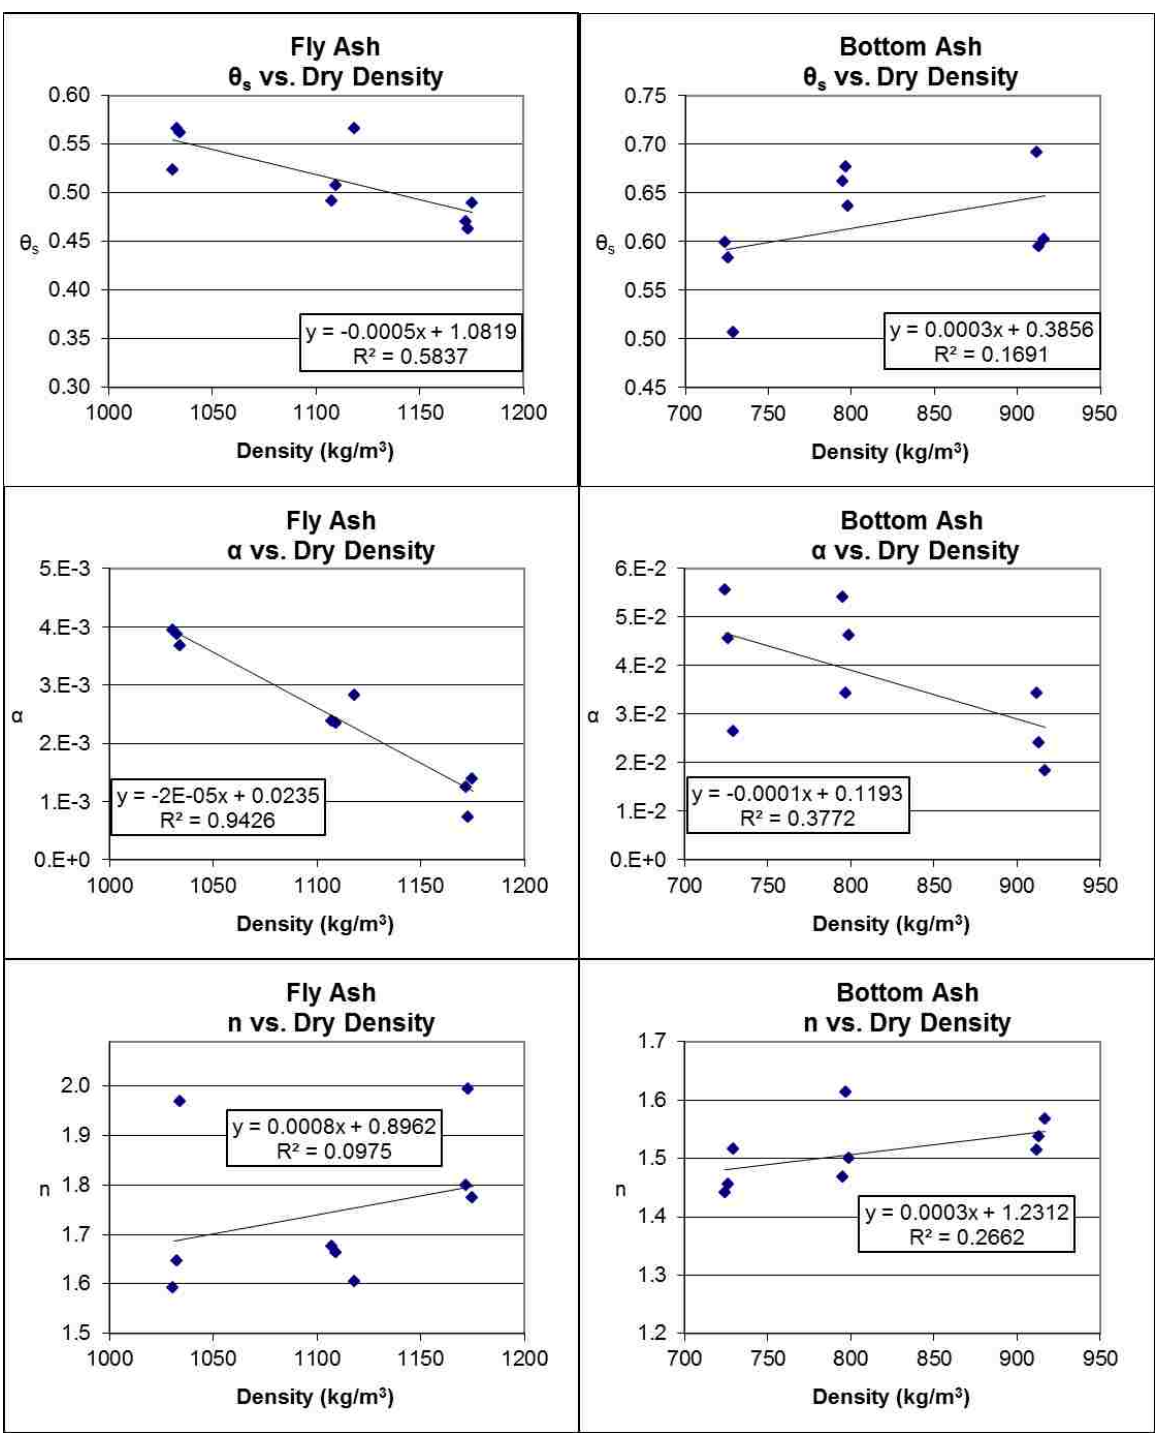 Fly Ash
θs vs. Dry Density
0.60
0.55
0.50
0.45
0.40
0.35
0.30
θs
y = -0.0005x + 1.0819
R² = 0.5837
1000 1050 1100 1150 1200
Density (kg/m³)
Bottom Ash
θs vs. Dry Density
0.75
0.70
0.65
0.60
0.55
0.50
0.45
θs
y = 0.0003x + 0.3856
R² = 0.1691
700 750 800 850 900 950
Density (kg/m³)
Fly Ash
α vs. Dry Density
5.E-3
4.E-3
3.E-3
2.E-3
1.E-3
0.E+0
α
y = -2E-05x + 0.0235
R² = 0.9426
1000 1050 1100 1150 1200
Density (kg/m³)
Bottom Ash
α vs. Dry Density
6.E-2
5.E-2
4.E-2
3.E-2
2.E-2
1.E-2
0.E+0
α
y = -0.0001x + 0.1193
R² = 0.3772
700 750 800 850 900 950
Density (kg/m³)
Fly Ash
n vs. Dry Density
2.0
1.9
1.8
1.7
1.6
1.5
n
y = 0.0008x + 0.8962
R² = 0.0975
1000 1050 1100 1150 1200
Density (kg/m³)
Bottom Ash
n vs. Dry Density
1.7
1.6
1.5
1.4
1.3
1.2
n
y = 0.0003x + 1.2312
R² = 0.2662
700 750 800 850 900 950
Density (kg/m³)